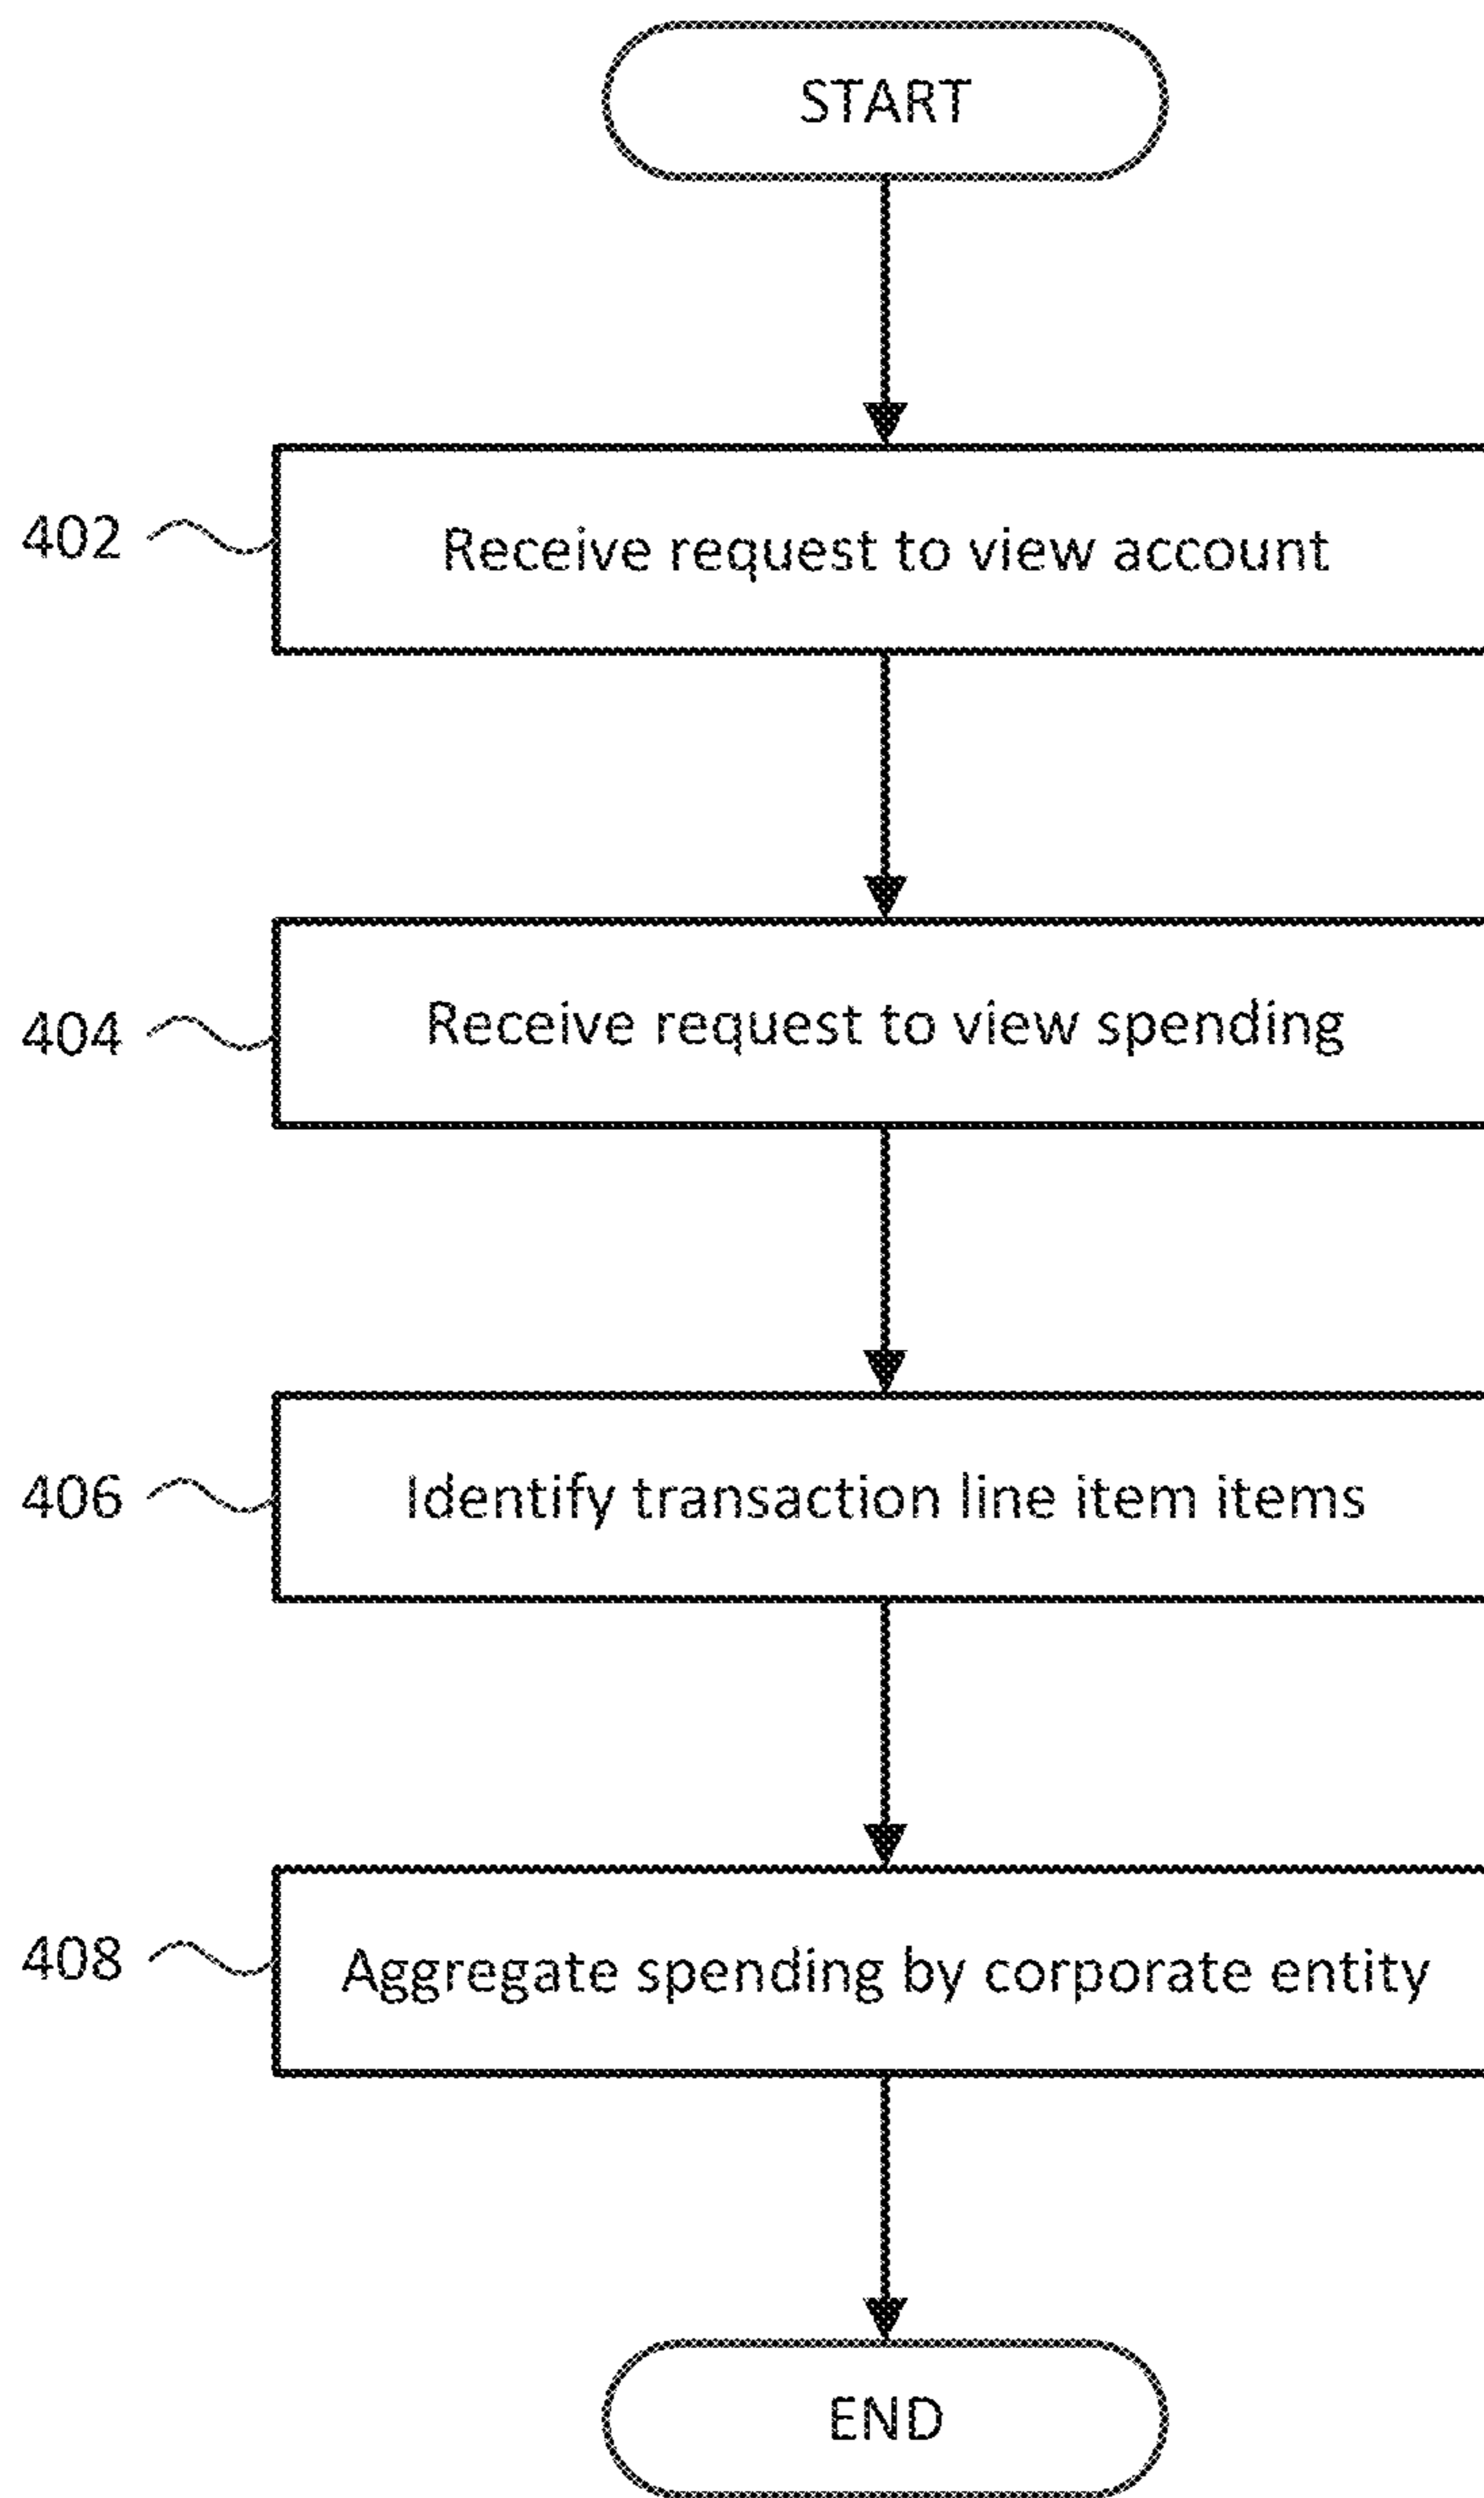 START
402
Receive request to view account
404
Receive request to view spending
406
Identify transaction line item items
408
Aggregate spending by corporate entity
END